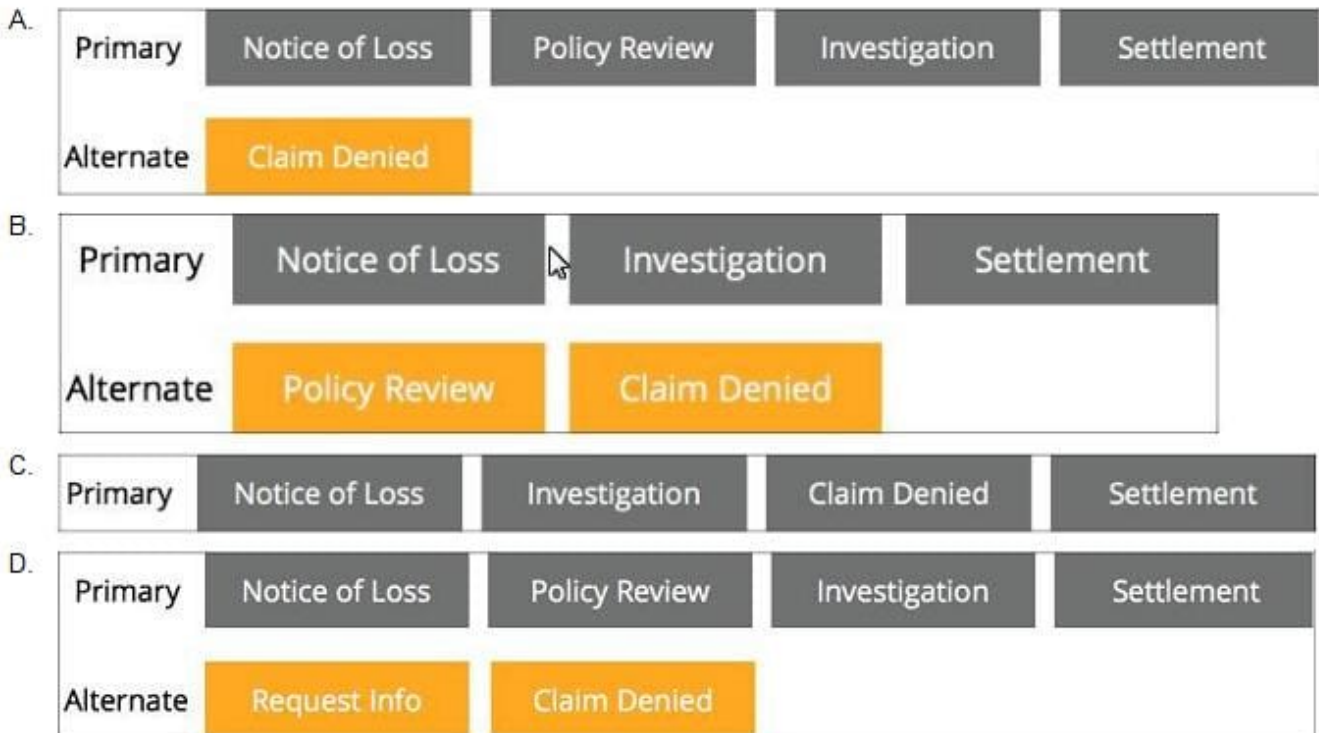 A.
Primary Notice of Loss Policy Review Investigation Settlement
Alternate Claim Denied
B.
Primary Notice of Loss Investigation Settlement
Alternate Policy Review Claim Denied
C.
Primary Notice of Loss Investigation Claim Denied Settlement
D.
Primary Notice of Loss Policy Review Investigation Settlement
Alternate Request Info Claim Denied